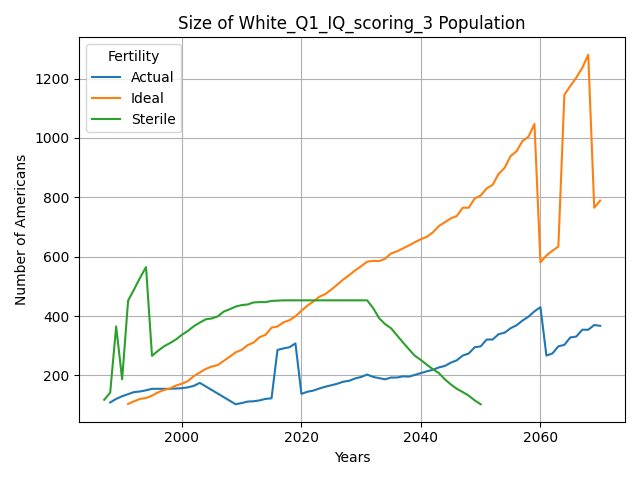 Size of White_Q1_IQ_scoring_3 Population
Fertility
Actual
Ideal
Sterile
Number of Americans
1200
1000
800
600
400
200
2000
2020
2040
2060
Years